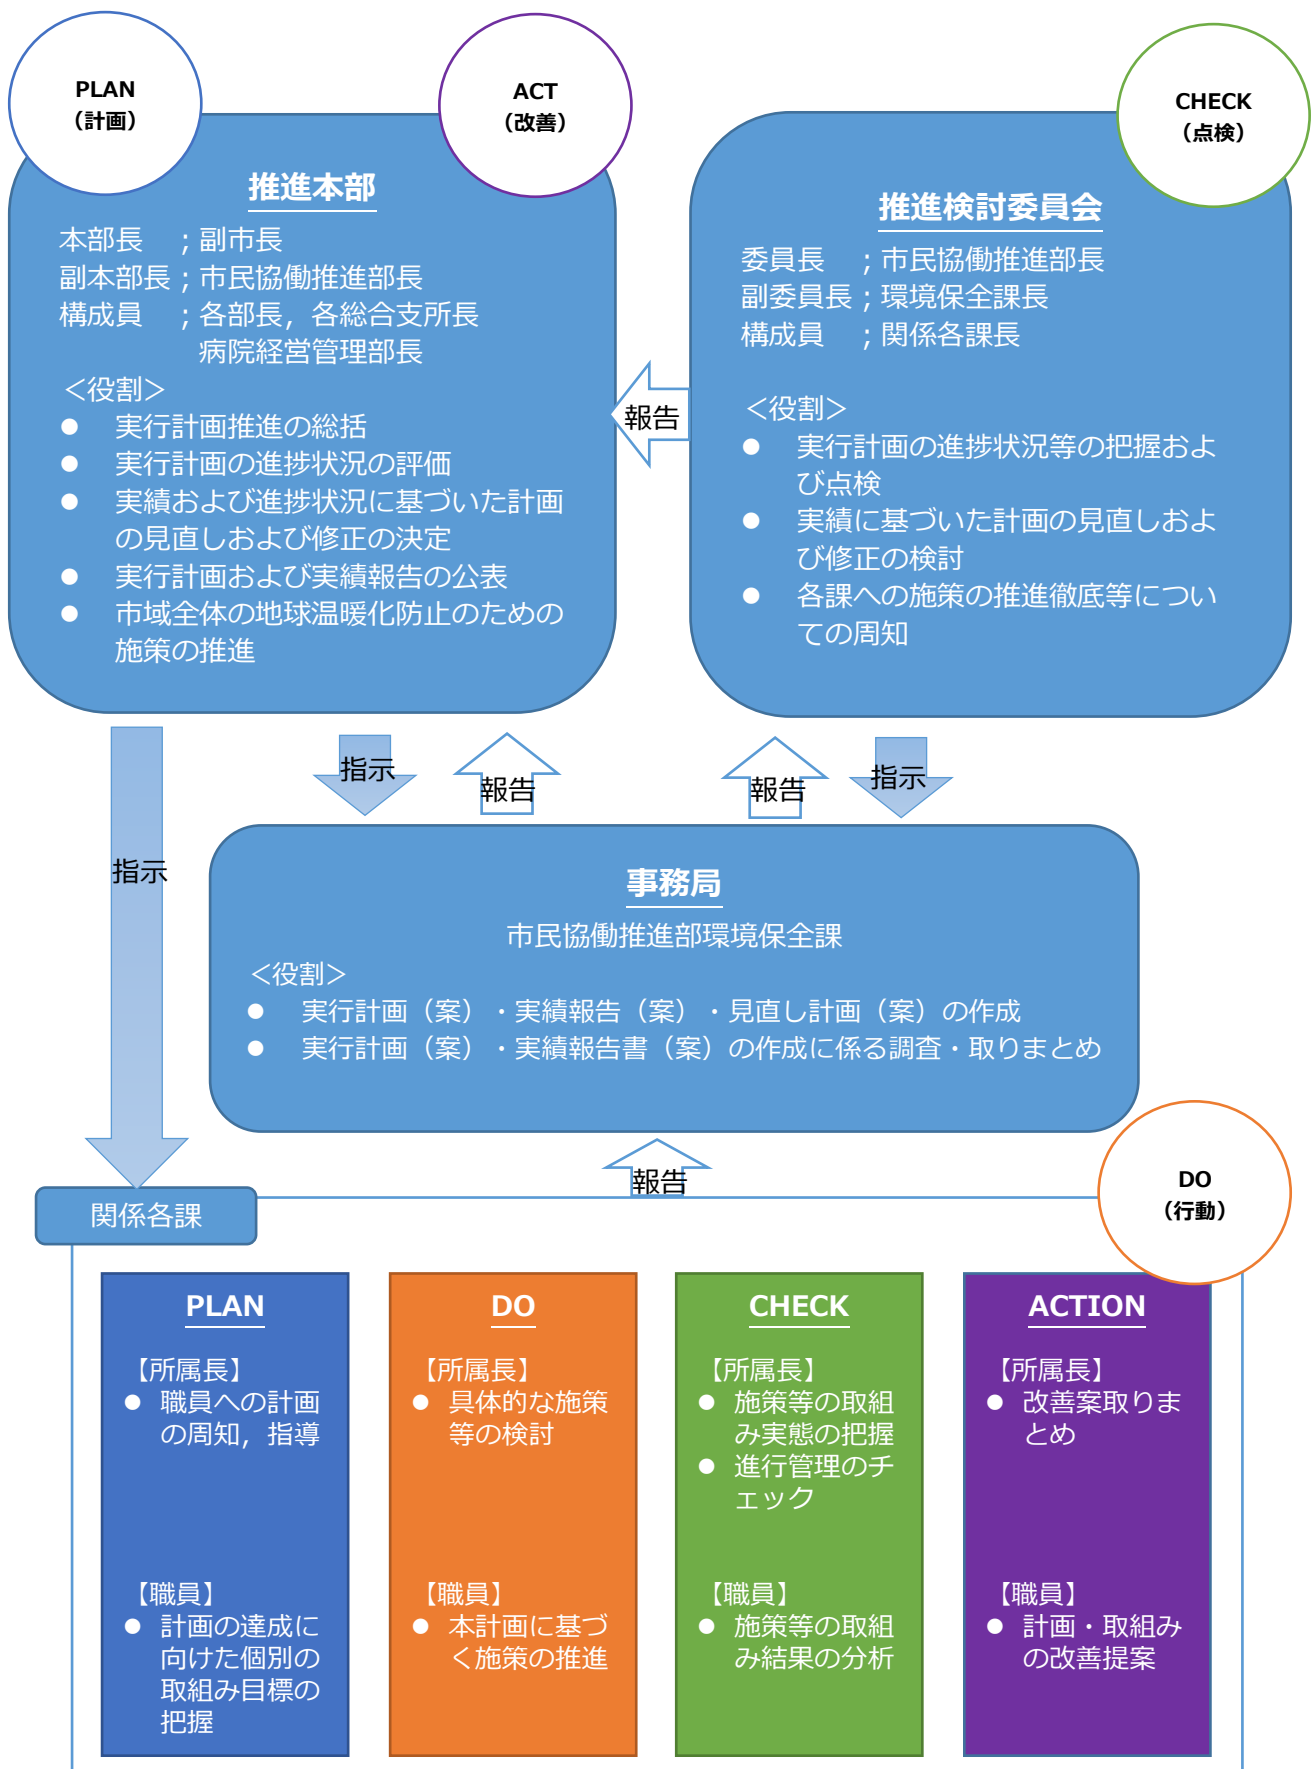 PLAN
（計画）
ACT
（改善）
CHECK
（点検）
推進本部
本部長　；副市長
副本部長；市民協働推進部長
構成員　；各部長，各総合支所長
病院経営管理部長
＜役割＞
● 実行計画推進の総括
● 実行計画の進捗状況の評価
● 実績および進捗状況に基づいた計画
の見直しおよび修正の決定
● 実行計画および実績報告の公表
● 市域全体の地球温暖化防止のための
施策の推進
報告
推進検討委員会
委員長　；市民協働推進部長
副委員長；環境保全課長
構成員　；関係各課長
＜役割＞
● 実行計画の進捗状況等の把握およ
び点検
● 実績に基づいた計画の見直しおよ
び修正の検討
● 各課への施策の推進徹底等につい
ての周知
指示
指示
報告
報告
指示
事務局
市民協働推進部環境保全課
＜役割＞
● 実行計画（案）・実績報告（案）・見直し計画（案）の作成
● 実行計画（案）・実績報告書（案）の作成に係る調査・取りまとめ
報告
DO
（行動）
関係各課
PLAN
【所属長】
● 職員への計画
の周知，指導
【職員】
● 計画の達成に
向けた個別の
取組み目標の
把握
DO
【所属長】
● 具体的な施策
等の検討
【職員】
● 本計画に基づ
く施策の推進
CHECK
【所属長】
● 施策等の取組
み実態の把握
● 進行管理のチ
ェック
【職員】
● 施策等の取組
み結果の分析
ACTION
【所属長】
● 改善案取りま
とめ
【職員】
● 計画・取組み
の改善提案